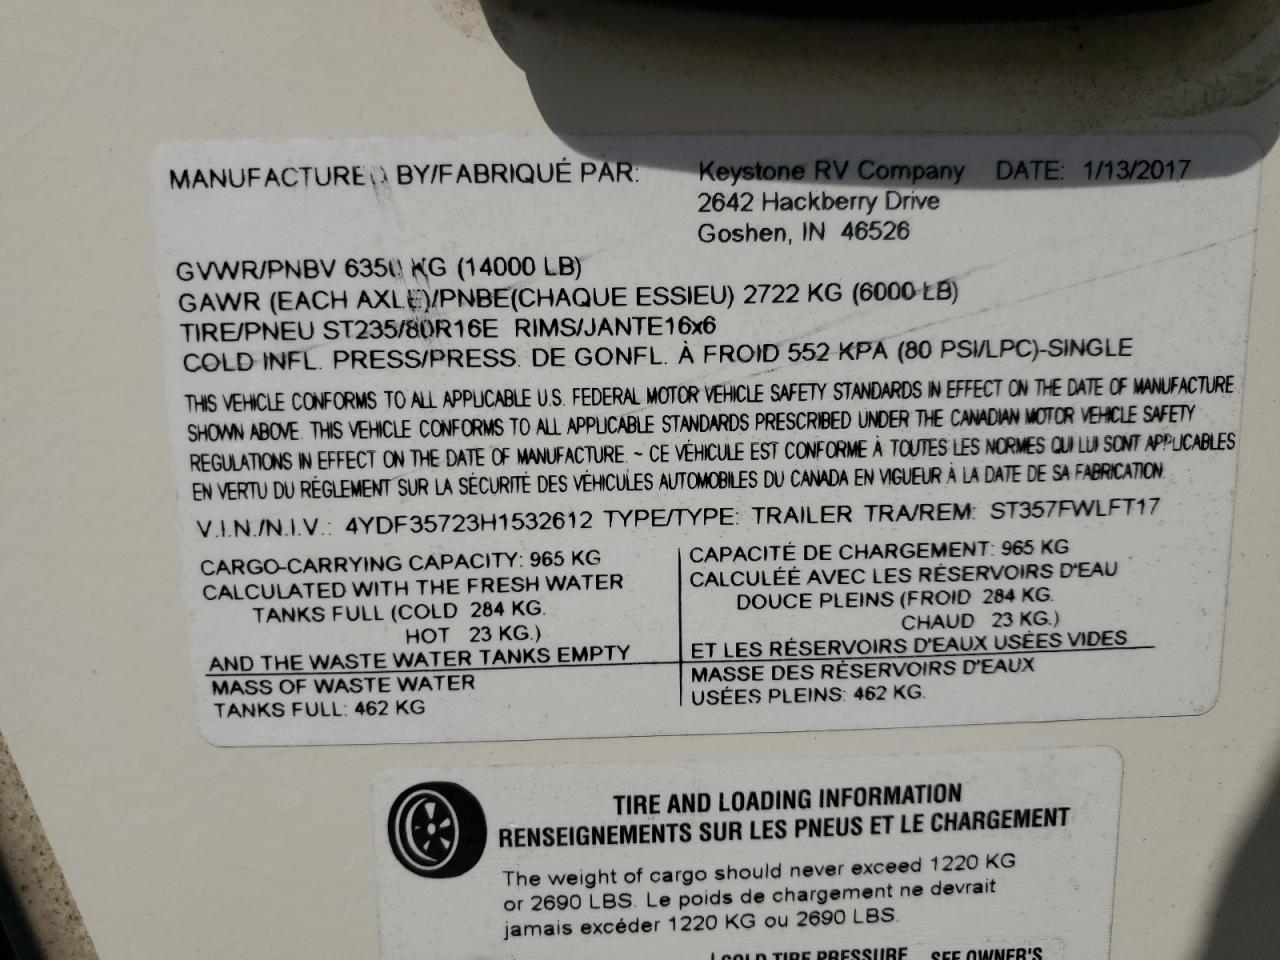 MANUFACTURED BY/FABRIQUÉ PAR: Keystone RV Company DATE: 1/13/2017
2642 Hackberry Drive
Goshen, IN 46526
GVWR/PNBV 6350 KG (14000 LB)
GAWR (EACH AXLE)/PNBE(CHAQUE ESSIEU) 2722 KG (6000 LB)
TIRE/PNEU ST235/80R16E RIMS/JANTE16x6
COLD INFL. PRESS/PRESS. DE GONFL. À FROID 552 KPA (80 PSI/LPC)-SINGLE
THIS VEHICLE CONFORMS TO ALL APPLICABLE U.S. FEDERAL MOTOR VEHICLE SAFETY STANDARDS IN EFFECT ON THE DATE OF MANUFACTURE
SHOWN ABOVE. THIS VEHICLE CONFORMS TO ALL APPLICABLE STANDARDS PRESCRIBED UNDER THE CANADIAN MOTOR VEHICLE SAFETY
REGULATIONS IN EFFECT ON THE DATE OF MANUFACTURE. ~ CE VÉHICULE EST CONFORME À TOUTES LES NORMES QUI LUI SONT APPLICABLES
EN VERTU DU RÉGLEMENT SUR LA SÉCURITÉ DES VÉHICULES AUTOMOBILES DU CANADA EN VIGUEUR À LA DATE DE SA FABRICATION.
V.I.N./N.I.V.: 4YDF35723H1532612 TYPE/TYPE: TRAILER TRA/REM: ST357FWLFT17
CARGO-CARRYING CAPACITY: 965 KG
CALCULATED WITH THE FRESH WATER
TANKS FULL (COLD 284 KG.
HOT 23 KG.)
AND THE WASTE WATER TANKS EMPTY
MASS OF WASTE WATER
TANKS FULL: 462 KG
CAPACITÉ DE CHARGEMENT: 965 KG
CALCULÉE AVEC LES RÉSERVOIRS D'EAU
DOUCE PLEINS (FROID 284 KG.
CHAUD 23 KG.)
ET LES RÉSERVOIRS D'EAUX USÉES VIDES
MASSE DES RÉSERVOIRS D'EAUX
USÉES PLEINS: 462 KG.
TIRE AND LOADING INFORMATION
RENSEIGNEMENTS SUR LES PNEUS ET LE CHARGEMENT
The weight of cargo should never exceed 1220 KG
or 2690 LBS. Le poids de chargement ne devrait
jamais excéder 1220 KG ou 2690 LBS.
COLD TIRE PRESSURE SEE OWNER'S